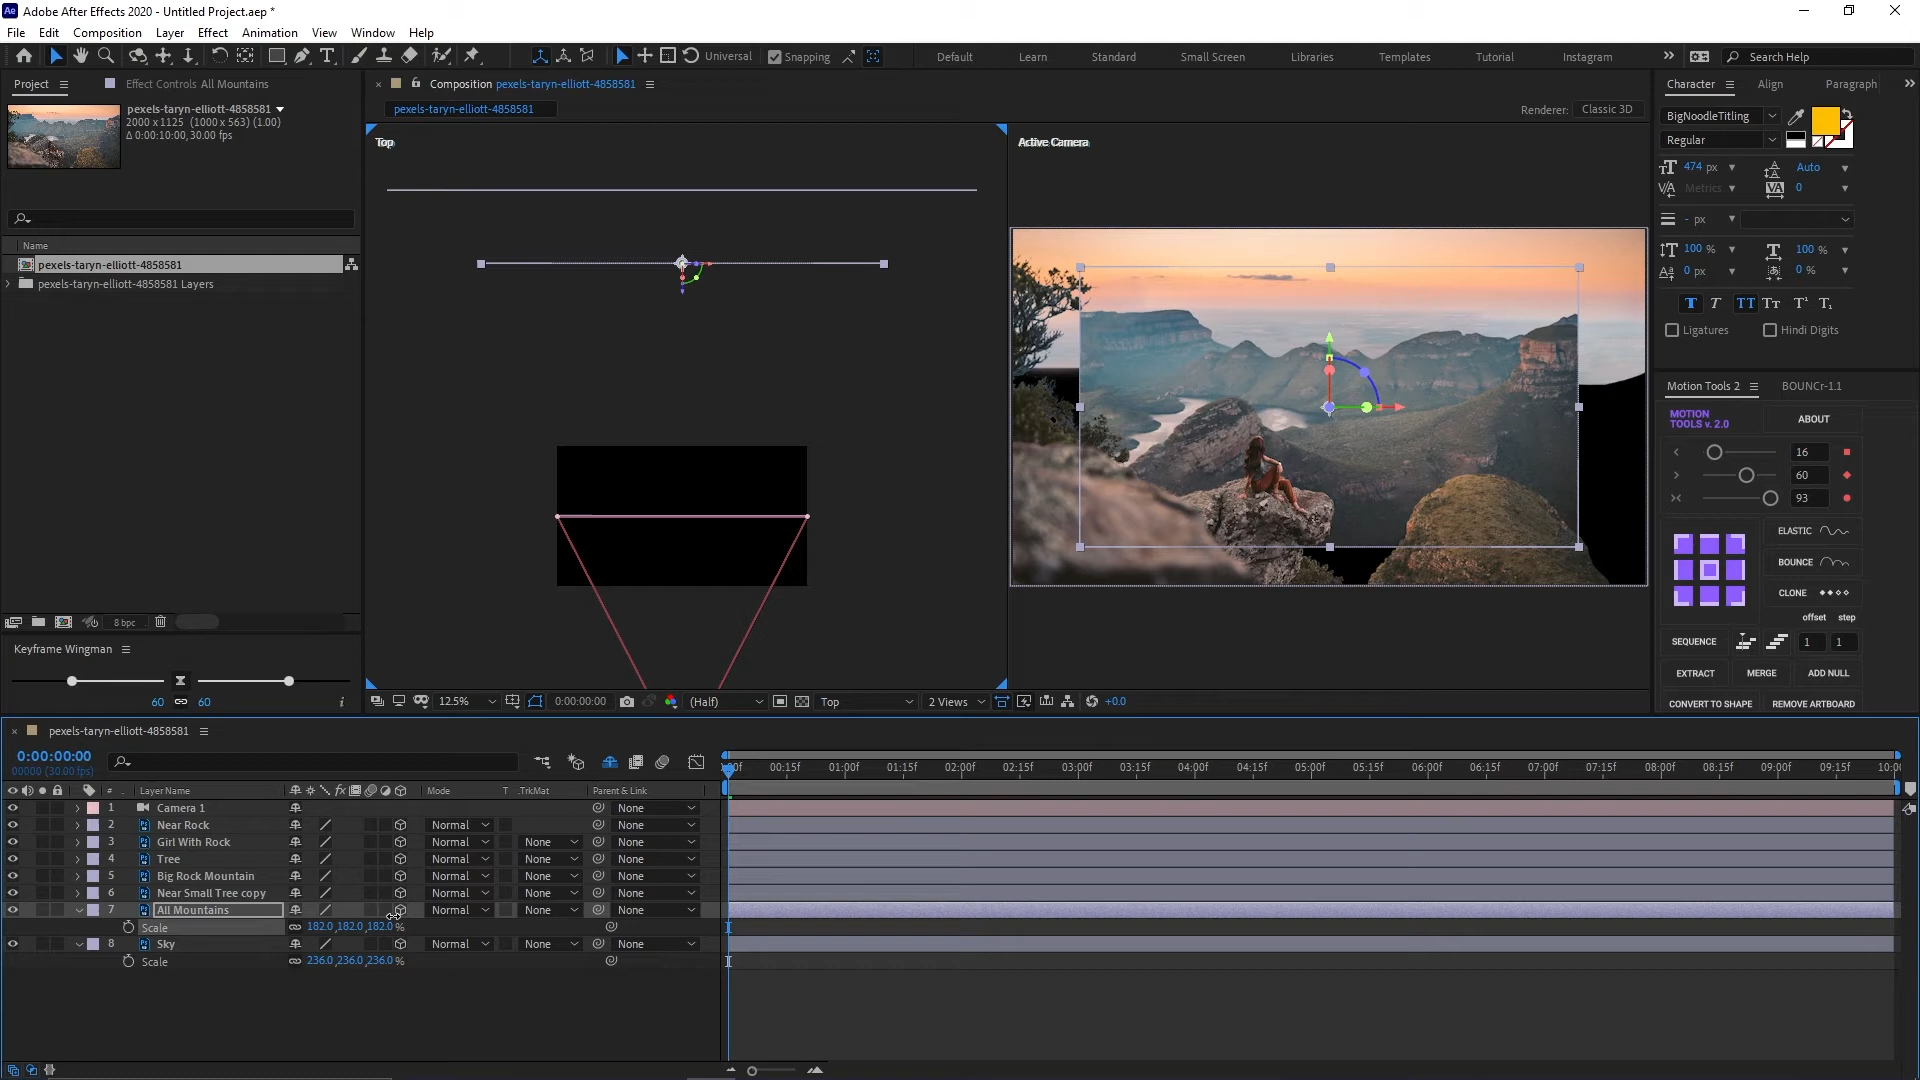 Adobe After Effects 2020 - Untitled Project.aep *
File Edit Composition Layer Effect Animation View Window Help
Universal Snapping Default Learn Standard Small Screen Libraries Templates Tutorial Instagram Search Help
Project Effect Controls All Mountains
pexels-taryn-elliott-4858581
2000 x 1125 (1000 x 563) (1.00)
Δ 0:00:10:00, 30.00 fps
Name
pexels-taryn-elliott-4858581
pexels-taryn-elliott-4858581 Layers
8 bpc
Keyframe Wingman
60 60
Composition pexels-taryn-elliott-4858581
pexels-taryn-elliott-4858581
Renderer: Classic 3D
Top
Active Camera
12.5% 0:00:00:00 (Half) Top 2 Views +0.0
Character Align Paragraph
BigNoodleTitling
Regular
474 px Auto
Metrics 0
- px
100 % 100 %
0 px 0 %
Ligatures Hindi Digits
Motion Tools 2 BOUNCr-1.1
MOTION TOOLS v. 2.0 ABOUT
16
60
93
ELASTIC
BOUNCE
CLONE
offset step
SEQUENCE 1 1
EXTRACT MERGE ADD NULL
CONVERT TO SHAPE REMOVE ARTBOARD
pexels-taryn-elliott-4858581
0:00:00:00
00000 (30.00 fps)
# Layer Name Mode T .TrkMat Parent & Link
:00f 00:15f 01:00f 01:15f 02:00f 02:15f 03:00f 03:15f 04:00f 04:15f 05:00f 05:15f 06:00f 06:15f 07:00f 07:15f 08:00f 08:15f 09:00f 09:15f 10:00
1 Camera 1 None
2 Near Rock Normal None
3 Girl With Rock Normal None None
4 Tree Normal None None
5 Big Rock Mountain Normal None None
6 Near Small Tree copy Normal None None
7 All Mountains Normal None None
Scale 182.0,182.0,182.0%
8 Sky Normal None None
Scale 236.0,236.0,236.0%